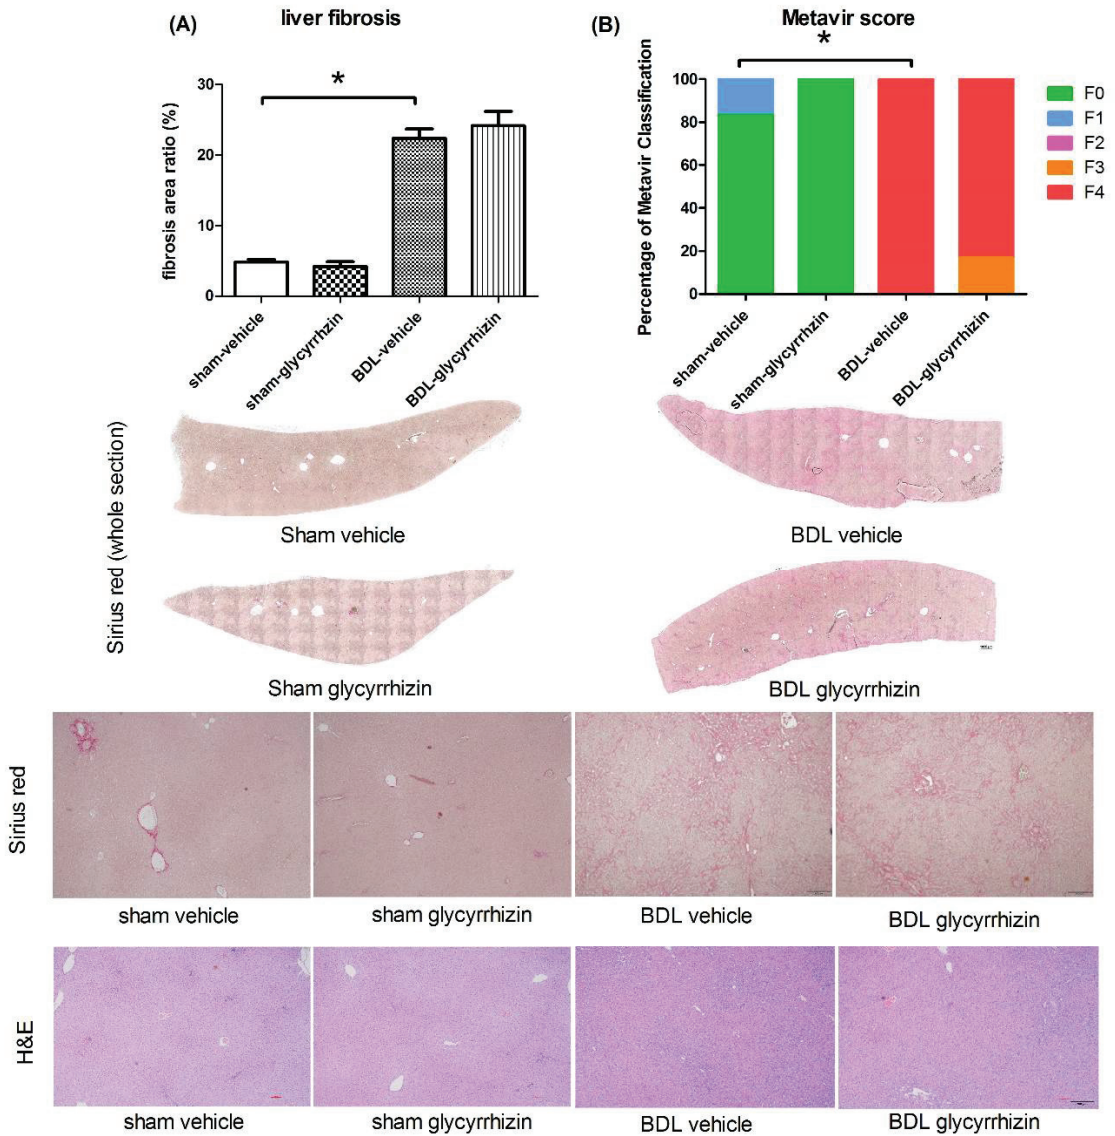 (A)
liver fibrosis
*
fibrosis area ratio (%)
30
20
10
0
sham-vehicle
sham-glycyrrhzin
BDL-vehicle
BDL-glycyrrhizin
(B)
Metavir score
*
Percentage of Metavir Classification
100
80
60
40
20
0
sham-vehicle
sham-glycyrrhzin
BDL-vehicle
BDL-glycyrrhizin
F0
F1
F2
F3
F4
Sirius red (whole section)
Sham vehicle
BDL vehicle
Sham glycyrrhizin
BDL glycyrrhizin
Sirius red
sham vehicle
sham glycyrrhizin
BDL vehicle
BDL glycyrrhizin
H&E
sham vehicle
sham glycyrrhizin
BDL vehicle
BDL glycyrrhizin